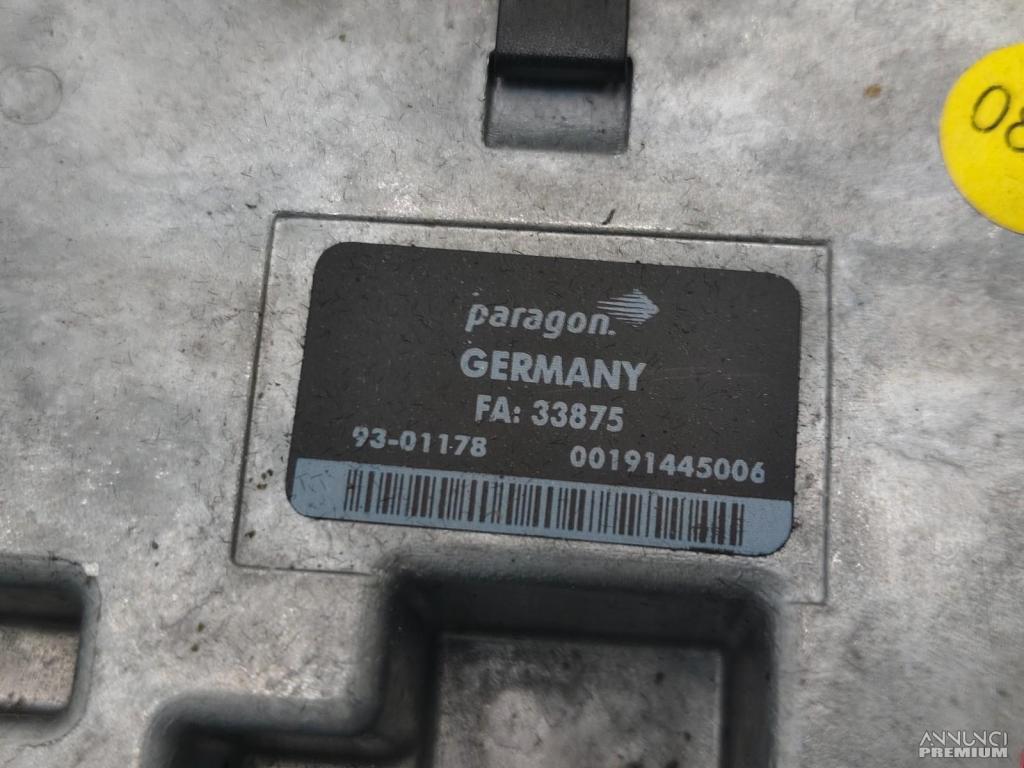 paragon
GERMANY
FA: 33875
93-01178 00191445006
ANNUNCI
PREMIUM